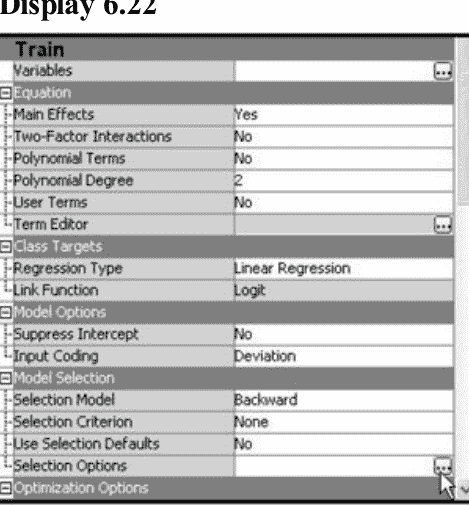 Display 6.22
Train
Variables ...
Equation
Main Effects Yes
Two-Factor Interactions No
Polynomial Terms No
Polynomial Degree 2
User Terms No
Term Editor ...
Class Targets
Regression Type Linear Regression
Link Function Logit
Model Options
Suppress Intercept No
Input Coding Deviation
Model Selection
Selection Model Backward
Selection Criterion None
Use Selection Defaults No
Selection Options ...
Optimization Options